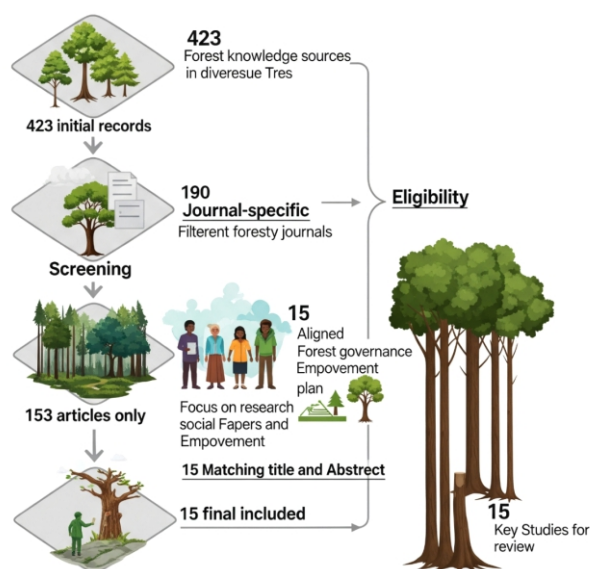 423
Forest knowledge sources
in diveresue Tres
423 initial records
190
Journal-specific
Filterent foresty journals
Eligibility
Screening
15
Aligned
Forest governance
Empovement
plan
153 articles only
Focus on research
social Fapers and
Empovement
15 Matching title and Abstrect
15 final included
15
Key Studies for
review